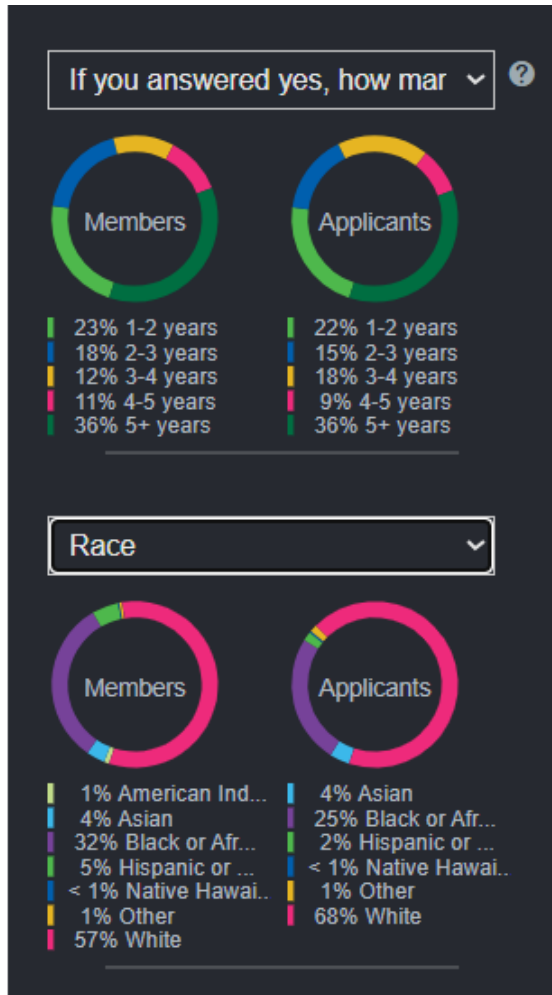 If you answered yes, how mar
?
Members
Applicants
23% 1-2 years
18% 2-3 years
12% 3-4 years
11% 4-5 years
36% 5+ years
22% 1-2 years
15% 2-3 years
18% 3-4 years
9% 4-5 years
36% 5+ years
Race
Members
Applicants
1% American Ind...
4% Asian
32% Black or Afr...
5% Hispanic or ...
< 1% Native Hawai..
1% Other
57% White
4% Asian
25% Black or Afr...
2% Hispanic or ...
< 1% Native Hawai..
1% Other
68% White